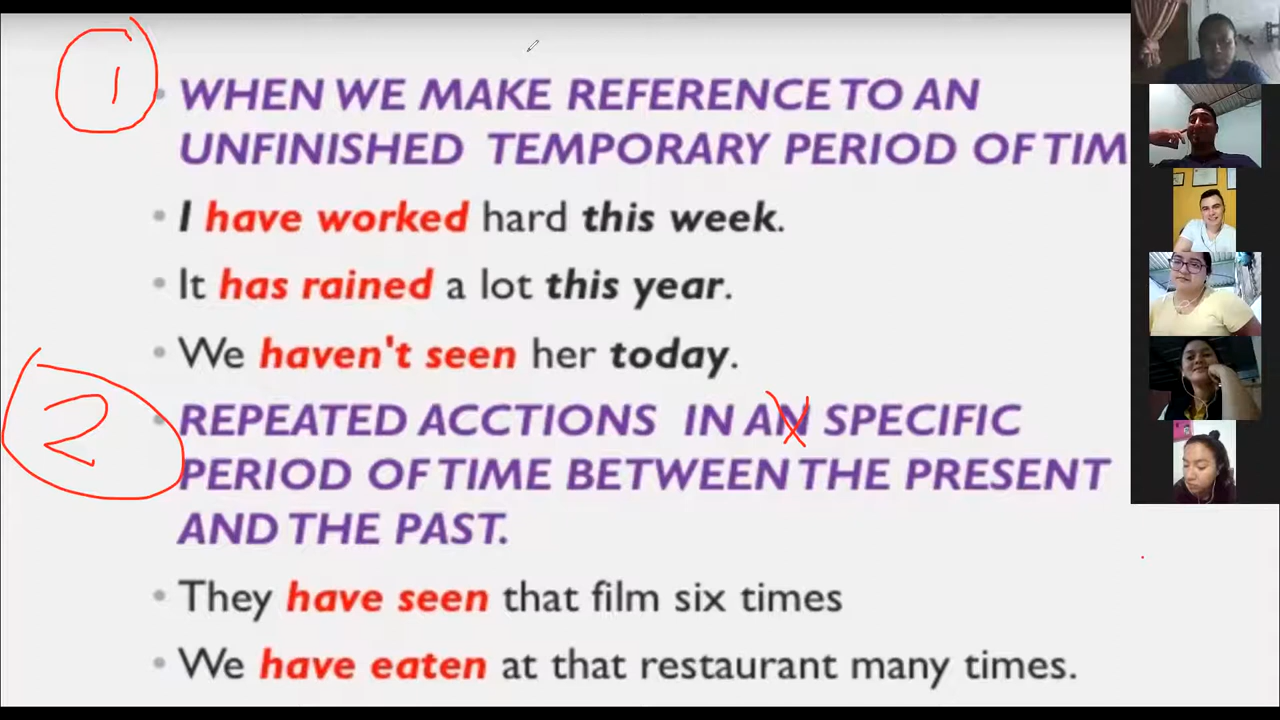 1
WHEN WE MAKE REFERENCE TO AN
UNFINISHED TEMPORARY PERIOD OF TIM
I have worked hard this week.
It has rained a lot this year.
We haven't seen her today.
2
REPEATED ACCTIONS IN AN SPECIFIC
PERIOD OF TIME BETWEEN THE PRESENT
AND THE PAST.
They have seen that film six times
We have eaten at that restaurant many times.